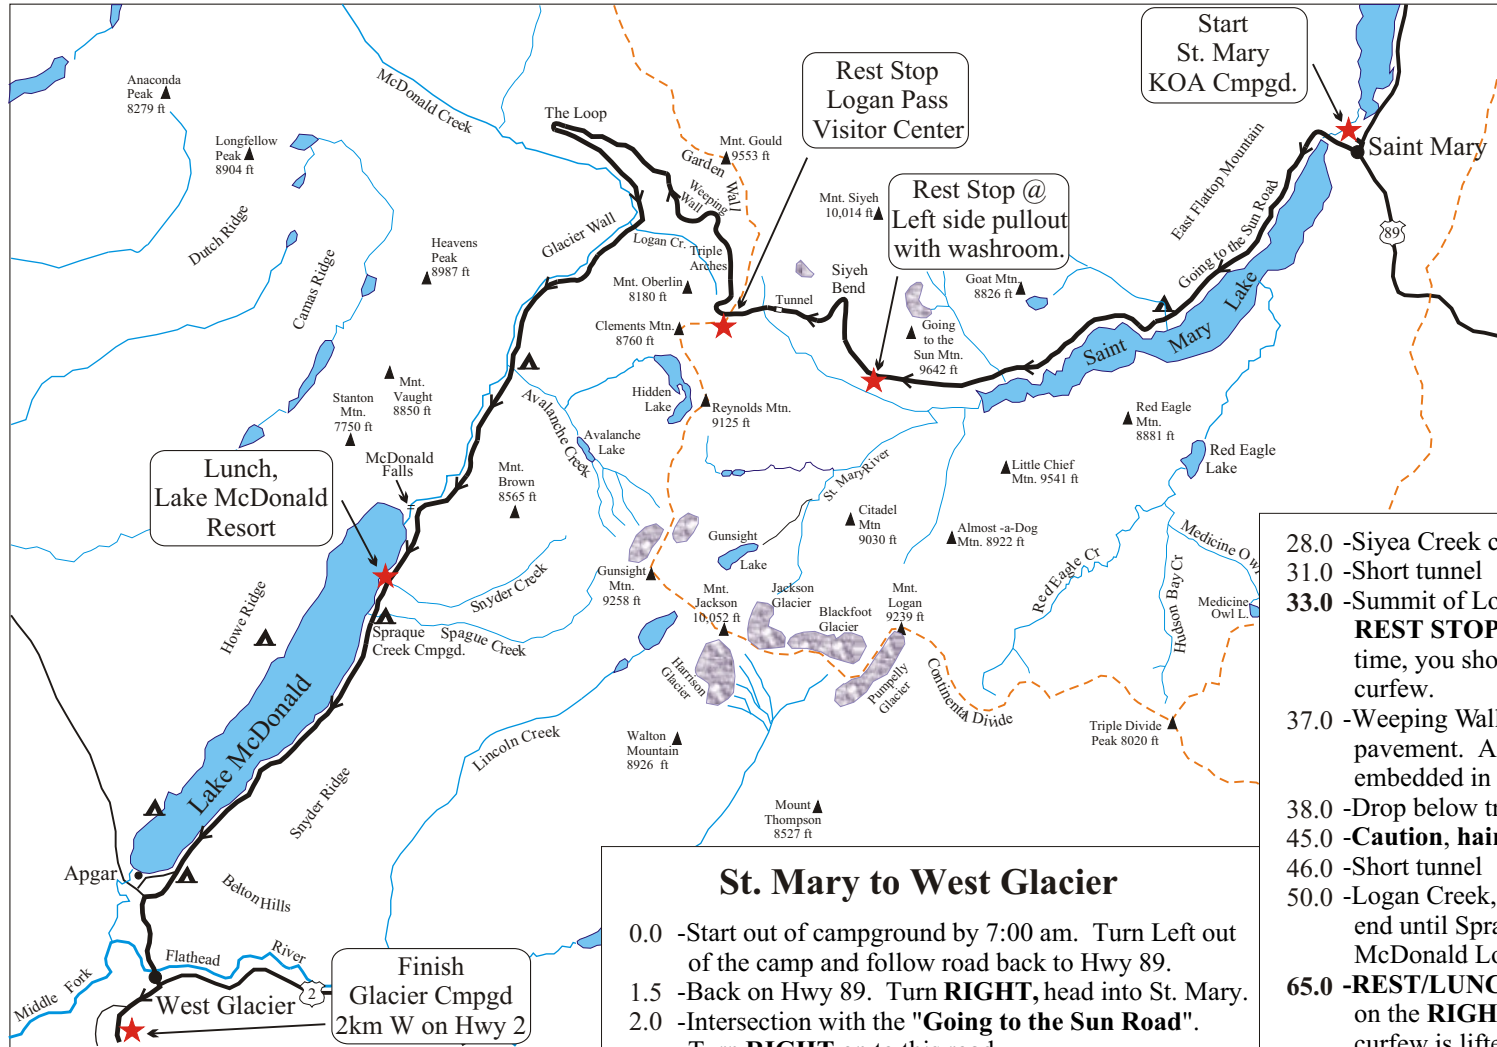 Start
St. Mary
KOA Cmpgd.
Rest Stop
Logan Pass
Visitor Center
Rest Stop @
Left side pullout
with washroom.
Saint Mary
89
East Flattop Mountain
Going to the Sun Road
Saint Mary Lake
Anaconda
Peak
8279 ft
Longfellow
Peak
8904 ft
McDonald Creek
The Loop
Mnt. Gould
9553 ft
Garden Wall
Weeping
Wall
Mnt. Siyeh
10,014 ft
Dutch Ridge
Camas Ridge
Heavens
Peak
8987 ft
Glacier Wall
Logan Cr.
Triple
Arches
Mnt. Oberlin
8180 ft
Siyeh
Bend
Tunnel
Goat Mtn.
8826 ft
Clements Mtn.
8760 ft
Going
to the
Sun Mtn.
9642 ft
Mnt.
Vaught
8850 ft
Stanton
Mtn.
7750 ft
Hidden
Lake
Reynolds Mtn.
9125 ft
Avalanche Creek
Avalanche
Lake
Red Eagle
Mtn.
8881 ft
Red Eagle
Lake
Lunch,
Lake McDonald
Resort
McDonald
Falls
Mnt.
Brown
8565 ft
St. Mary River
Little Chief
Mtn. 9541 ft
Citadel
Mtn
9030 ft
Almost -a-Dog
Mtn. 8922 ft
Gunsight
Lake
Gunsight
Mtn.
9258 ft
Snyder Creek
Mnt.
Jackson
10,052 ft
Jackson
Glacier
Blackfoot
Glacier
Mnt.
Logan
9239 ft
Red Eagle Cr
Hudson Bay Cr
Medicine Owl
Medicine
Owl L.
Howe Ridge
Spraque
Creek Cmpgd.
Spague Creek
Harrison
Glacier
Pumpelly
Glacier
Continental Divide
Triple Divide
Peak 8020 ft
Lake McDonald
Lincoln Creek
Walton
Mountain
8926 ft
Snyder Ridge
Mount
Thompson
8527 ft
Apgar
Belton Hills
Middle Fork
Flathead River
2
West Glacier
Finish
Glacier Cmpgd
2km W on Hwy 2
St. Mary to West Glacier
0.0 -Start out of campground by 7:00 am. Turn Left out
of the camp and follow road back to Hwy 89.
1.5 -Back on Hwy 89. Turn RIGHT, head into St. Mary.
2.0 -Intersection with the "Going to the Sun Road".
Turn RIGHT on to this road
28.0 -Siyea Creek c
31.0 -Short tunnel
33.0 -Summit of Lo
REST STOP
time, you sho
curfew.
37.0 -Weeping Wal
pavement. A
embedded in
38.0 -Drop below tr
45.0 -Caution, hair
46.0 -Short tunnel
50.0 -Logan Creek,
end until Spra
McDonald Lo
65.0 -REST/LUNC
on the RIGH
curfew is lifte